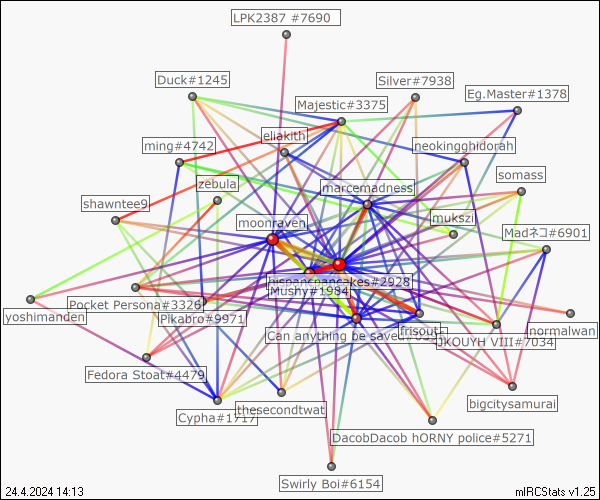 LPK2387 #7690
Duck#1245
Silver#7938
Eg.Master#1378
Majestic#3375
eliakith
ming#4742
neokingghidorah
zebula
marcemadness
somass
shawntee9
moonraven
mukszi
Madネコ#6901
hispancpancakes#2928
Mushy#1984
Pocket Persona#3326
yoshimanden
Pikabro#9971
Can anything be saved
frisout
JKOUYH VIII#7034
normalwan
Fedora Stoat#4479
Cypha#1717
thesecondtwat
bigcitysamurai
DacobDacob hORNY police#5271
Swirly Boi#6154
24.4.2024 14:13
mIRCStats v1.25